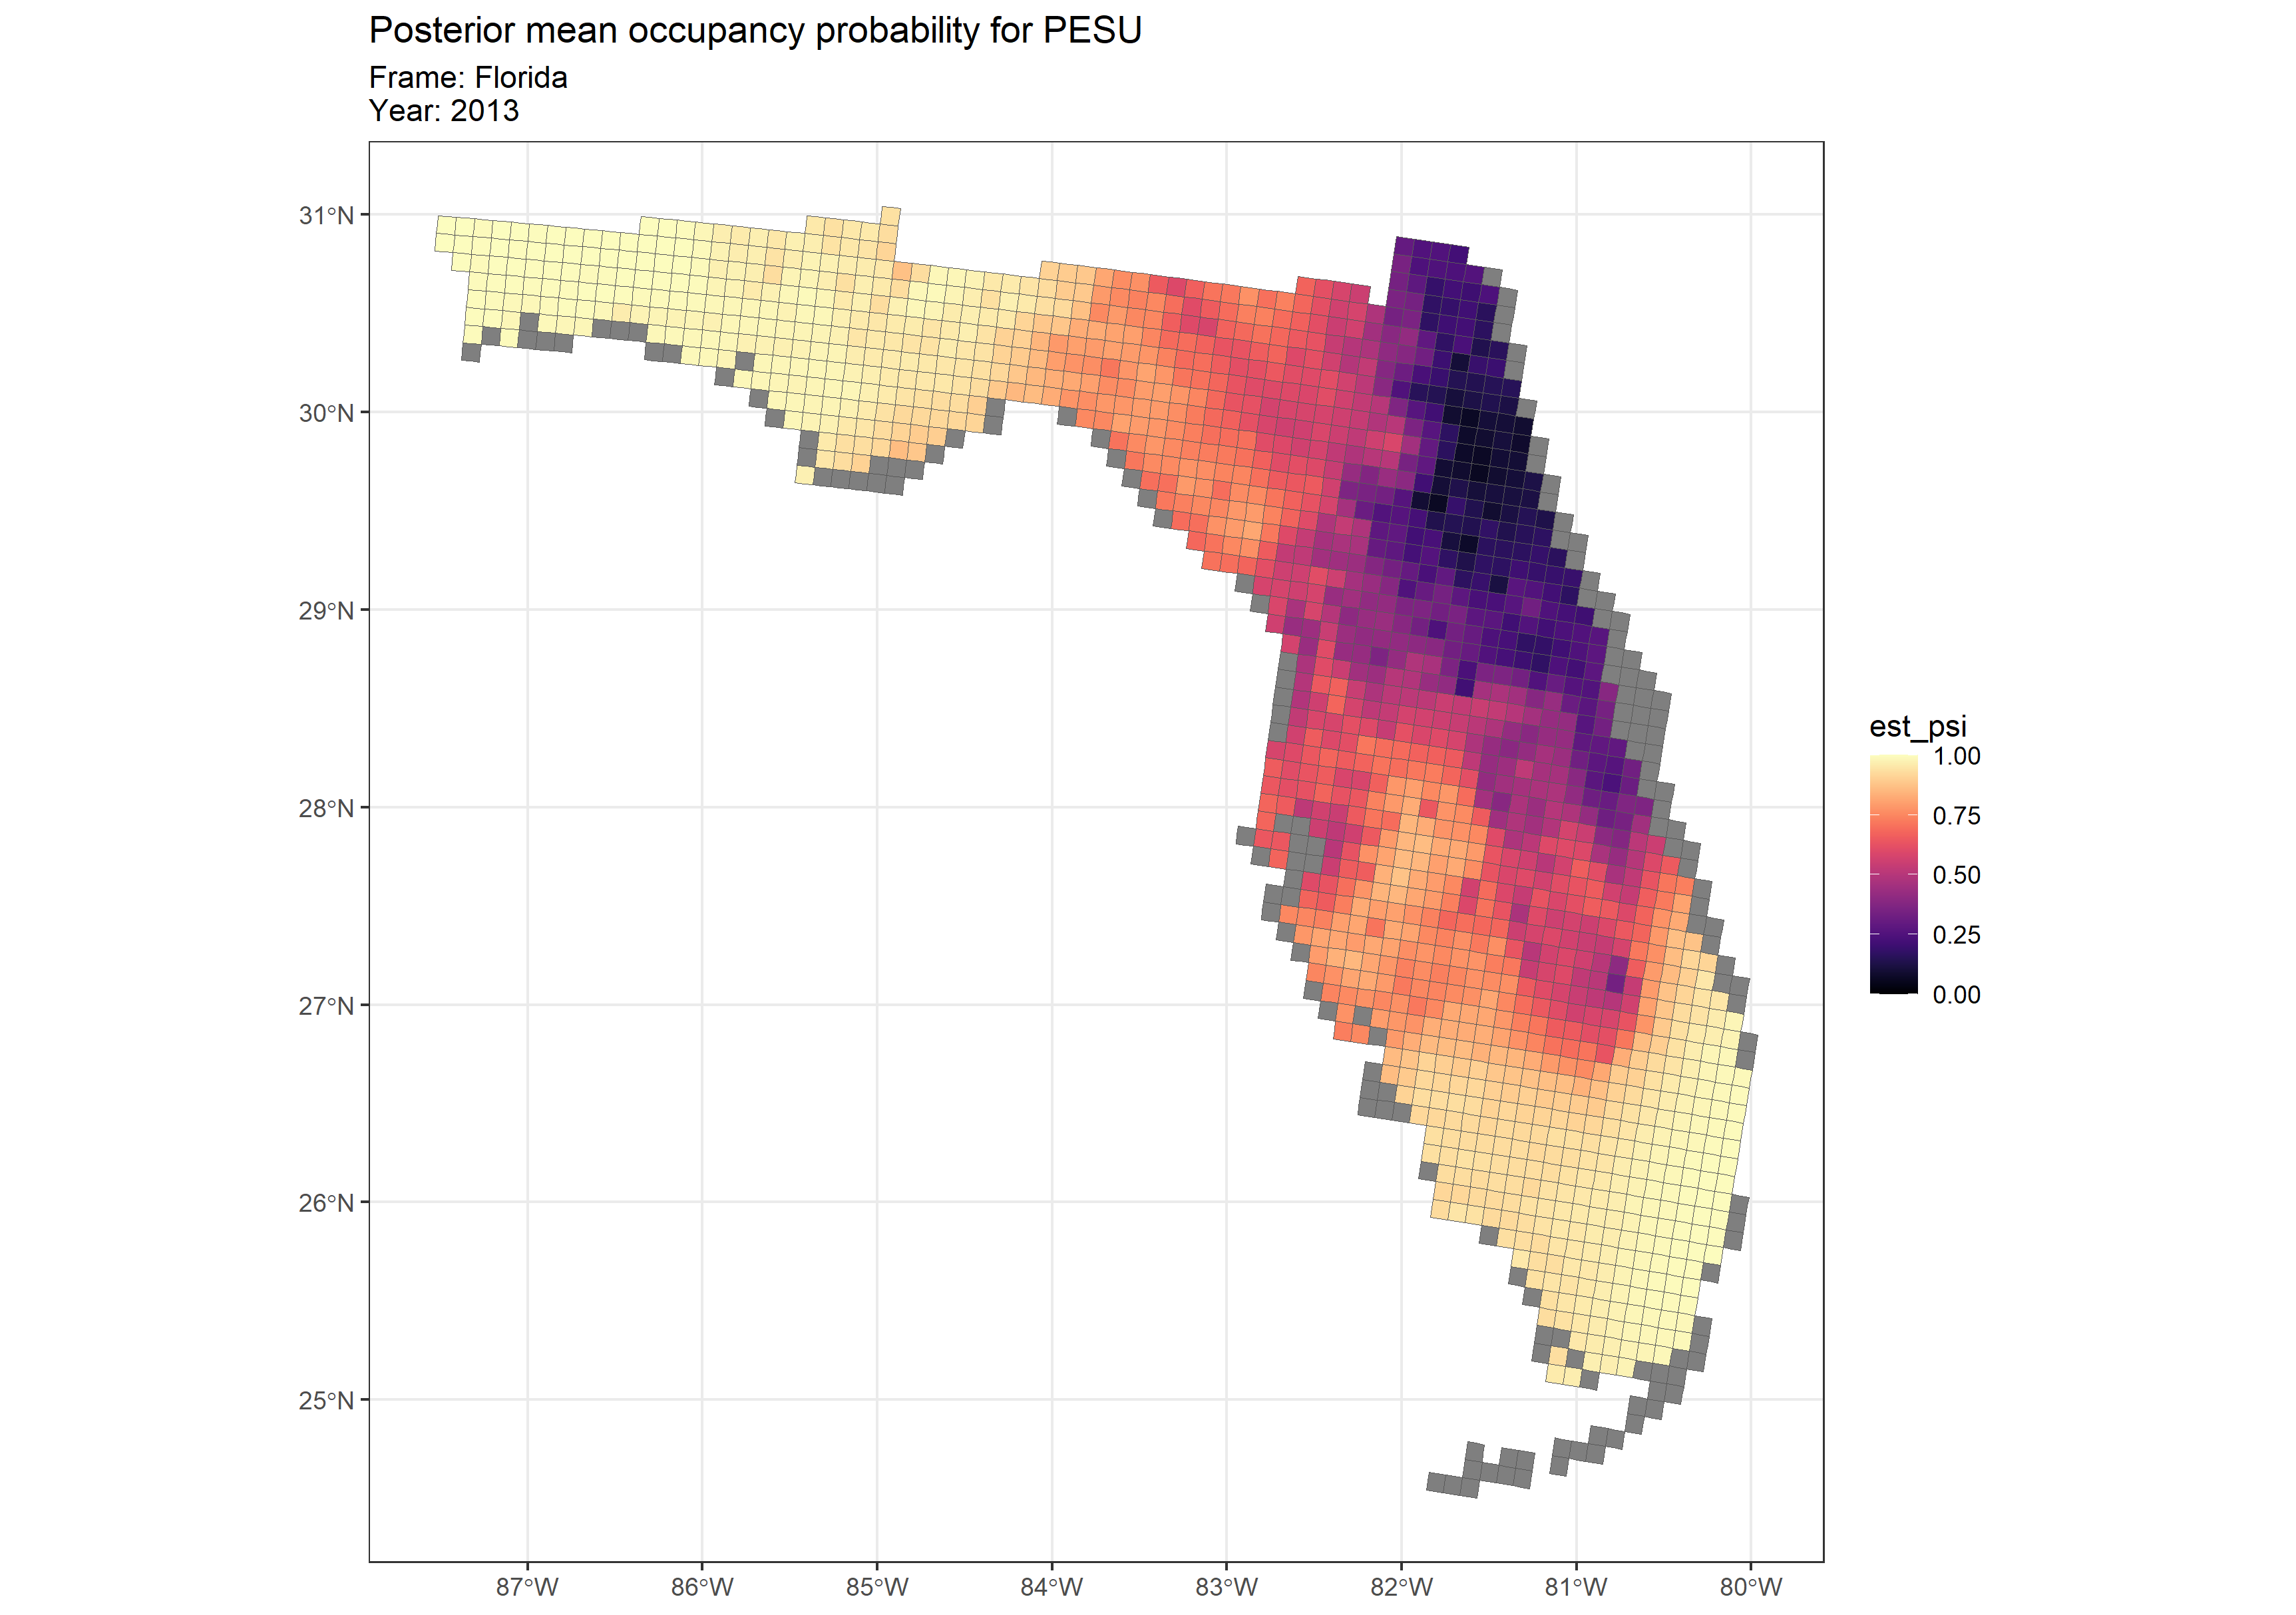 Posterior mean occupancy probability for PESU
Frame: Florida
Year: 2013
31°N
30°N
29°N
28°N
27°N
26°N
25°N
87°W
86°W
85°W
84°W
83°W
82°W
81°W
80°W
est_psi
1.00
0.75
0.50
0.25
0.00